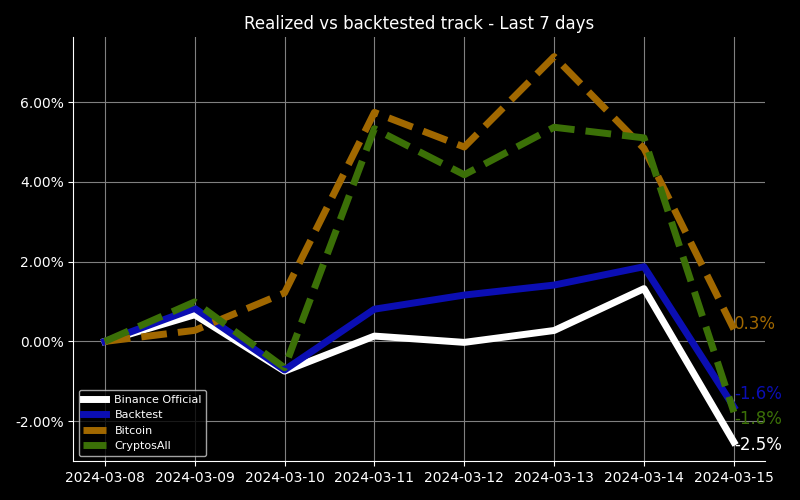 Realized vs backtested track - Last 7 days
6.00%
4.00%
2.00%
0.00%
-2.00%
0.3%
-1.6%
-1.8%
-2.5%
Binance Official
Backtest
Bitcoin
CryptosAll
2024-03-08 2024-03-09 2024-03-10 2024-03-11 2024-03-12 2024-03-13 2024-03-14 2024-03-15